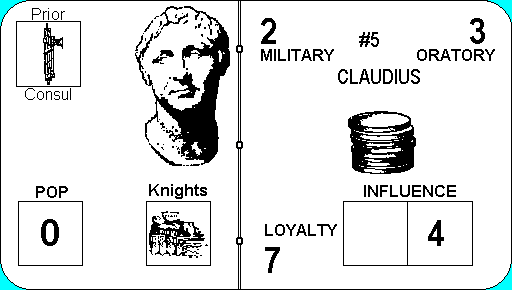 Prior
Consul
POP
0
Knights
2
MILITARY
#5
3
ORATORY
CLAUDIUS
LOYALTY
7
INFLUENCE
4